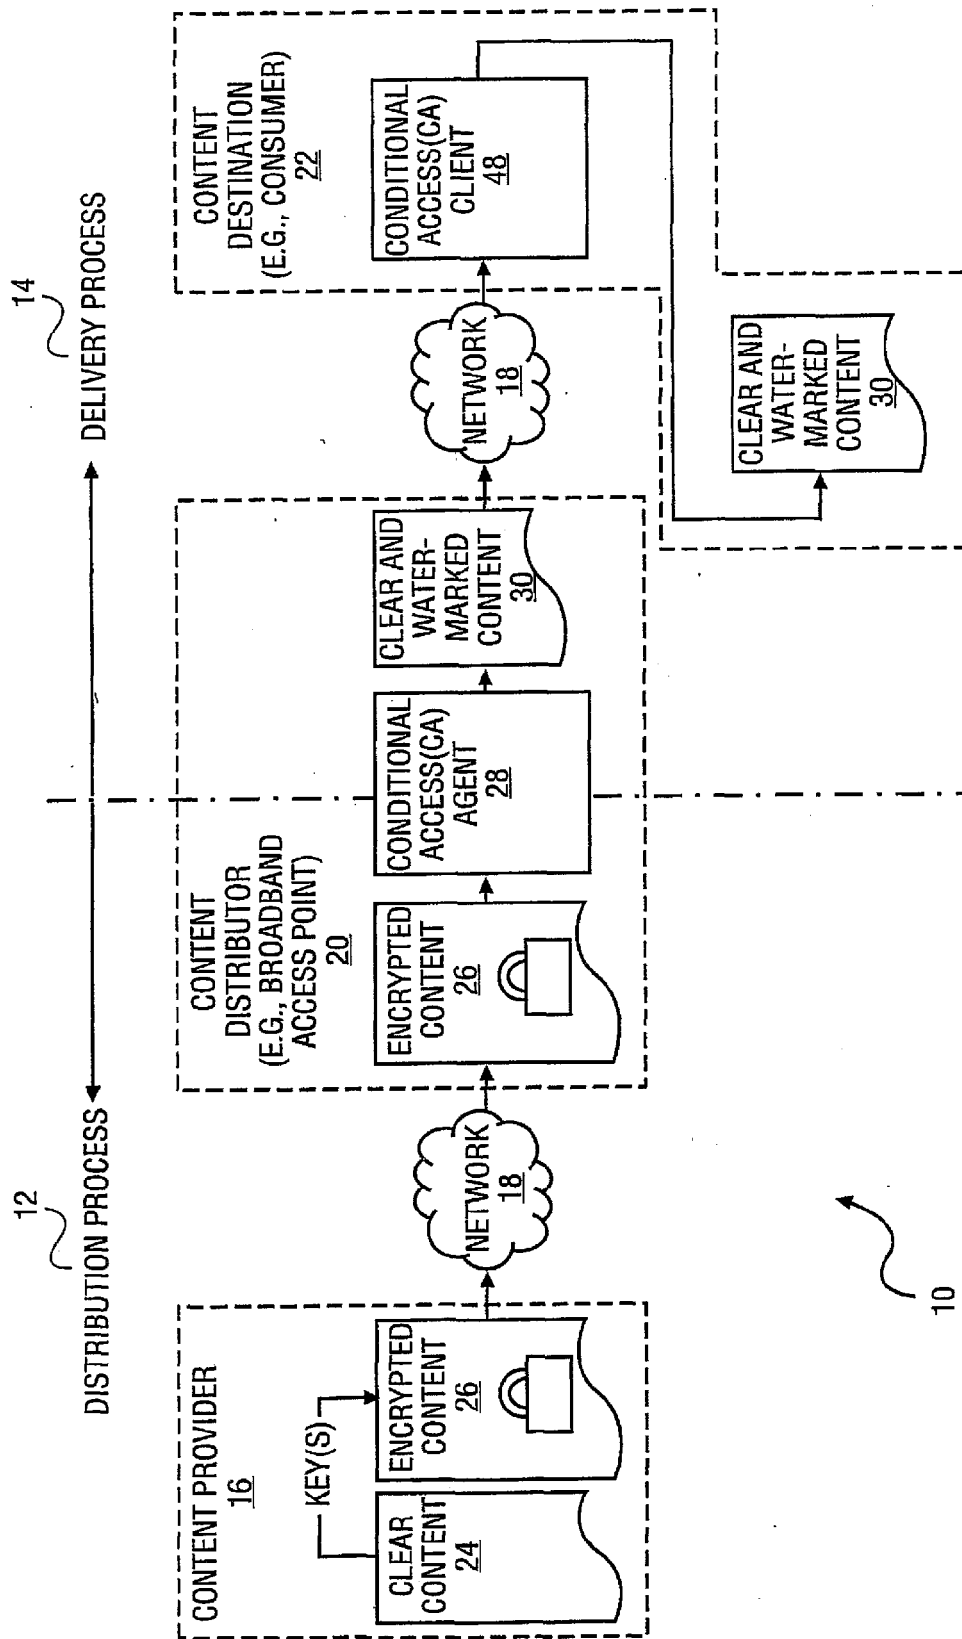 12
DISTRIBUTION PROCESS
14
DELIVERY PROCESS
CONTENT PROVIDER
16
KEY(S)
CLEAR
CONTENT
24
ENCRYPTED
CONTENT
26
NETWORK
18
CONTENT
DISTRIBUTOR
(E.G., BROADBAND
ACCESS POINT)
20
ENCRYPTED
CONTENT
26
CONDITIONAL
ACCESS(CA)
AGENT
28
CLEAR AND
WATER-
MARKED
CONTENT
30
NETWORK
18
CONTENT
DESTINATION
(E.G., CONSUMER)
22
CONDITIONAL
ACCESS(CA)
CLIENT
48
CLEAR AND
WATER-
MARKED
CONTENT
30
10